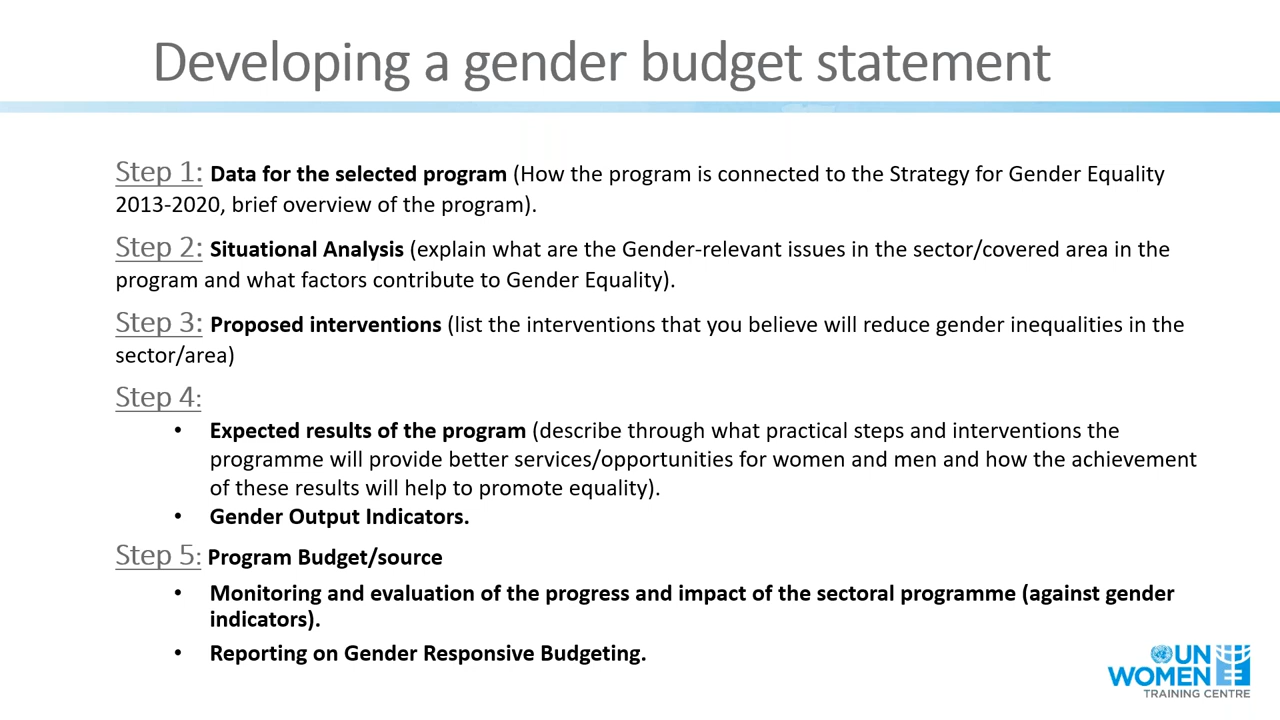 Developing a gender budget statement
Step 1: Data for the selected program (How the program is connected to the Strategy for Gender Equality
2013-2020, brief overview of the program).
Step 2: Situational Analysis (explain what are the Gender-relevant issues in the sector/covered area in the
program and what factors contribute to Gender Equality).
Step 3: Proposed interventions (list the interventions that you believe will reduce gender inequalities in the
sector/area)
Step 4:
• Expected results of the program (describe through what practical steps and interventions the
programme will provide better services/opportunities for women and men and how the achievement
of these results will help to promote equality).
• Gender Output Indicators.
Step 5: Program Budget/source
• Monitoring and evaluation of the progress and impact of the sectoral programme (against gender
indicators).
• Reporting on Gender Responsive Budgeting.
UN
WOMEN
TRAINING CENTRE